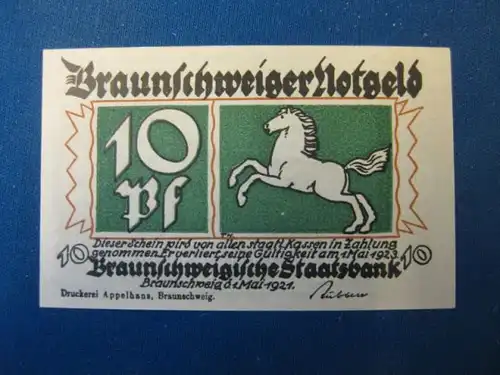 Braunschweiger Notgeld
10
Pf
Dieser Schein wird von allen staatl. Kassen in Zahlung
10 genommen. Er verliert seine Gültigkeit am 1. Mai 1923. 10
Braunschweigische Staatsbank
Braunschweig d. 1. Mai 1921.
Druckerei Appelhans, Braunschweig.